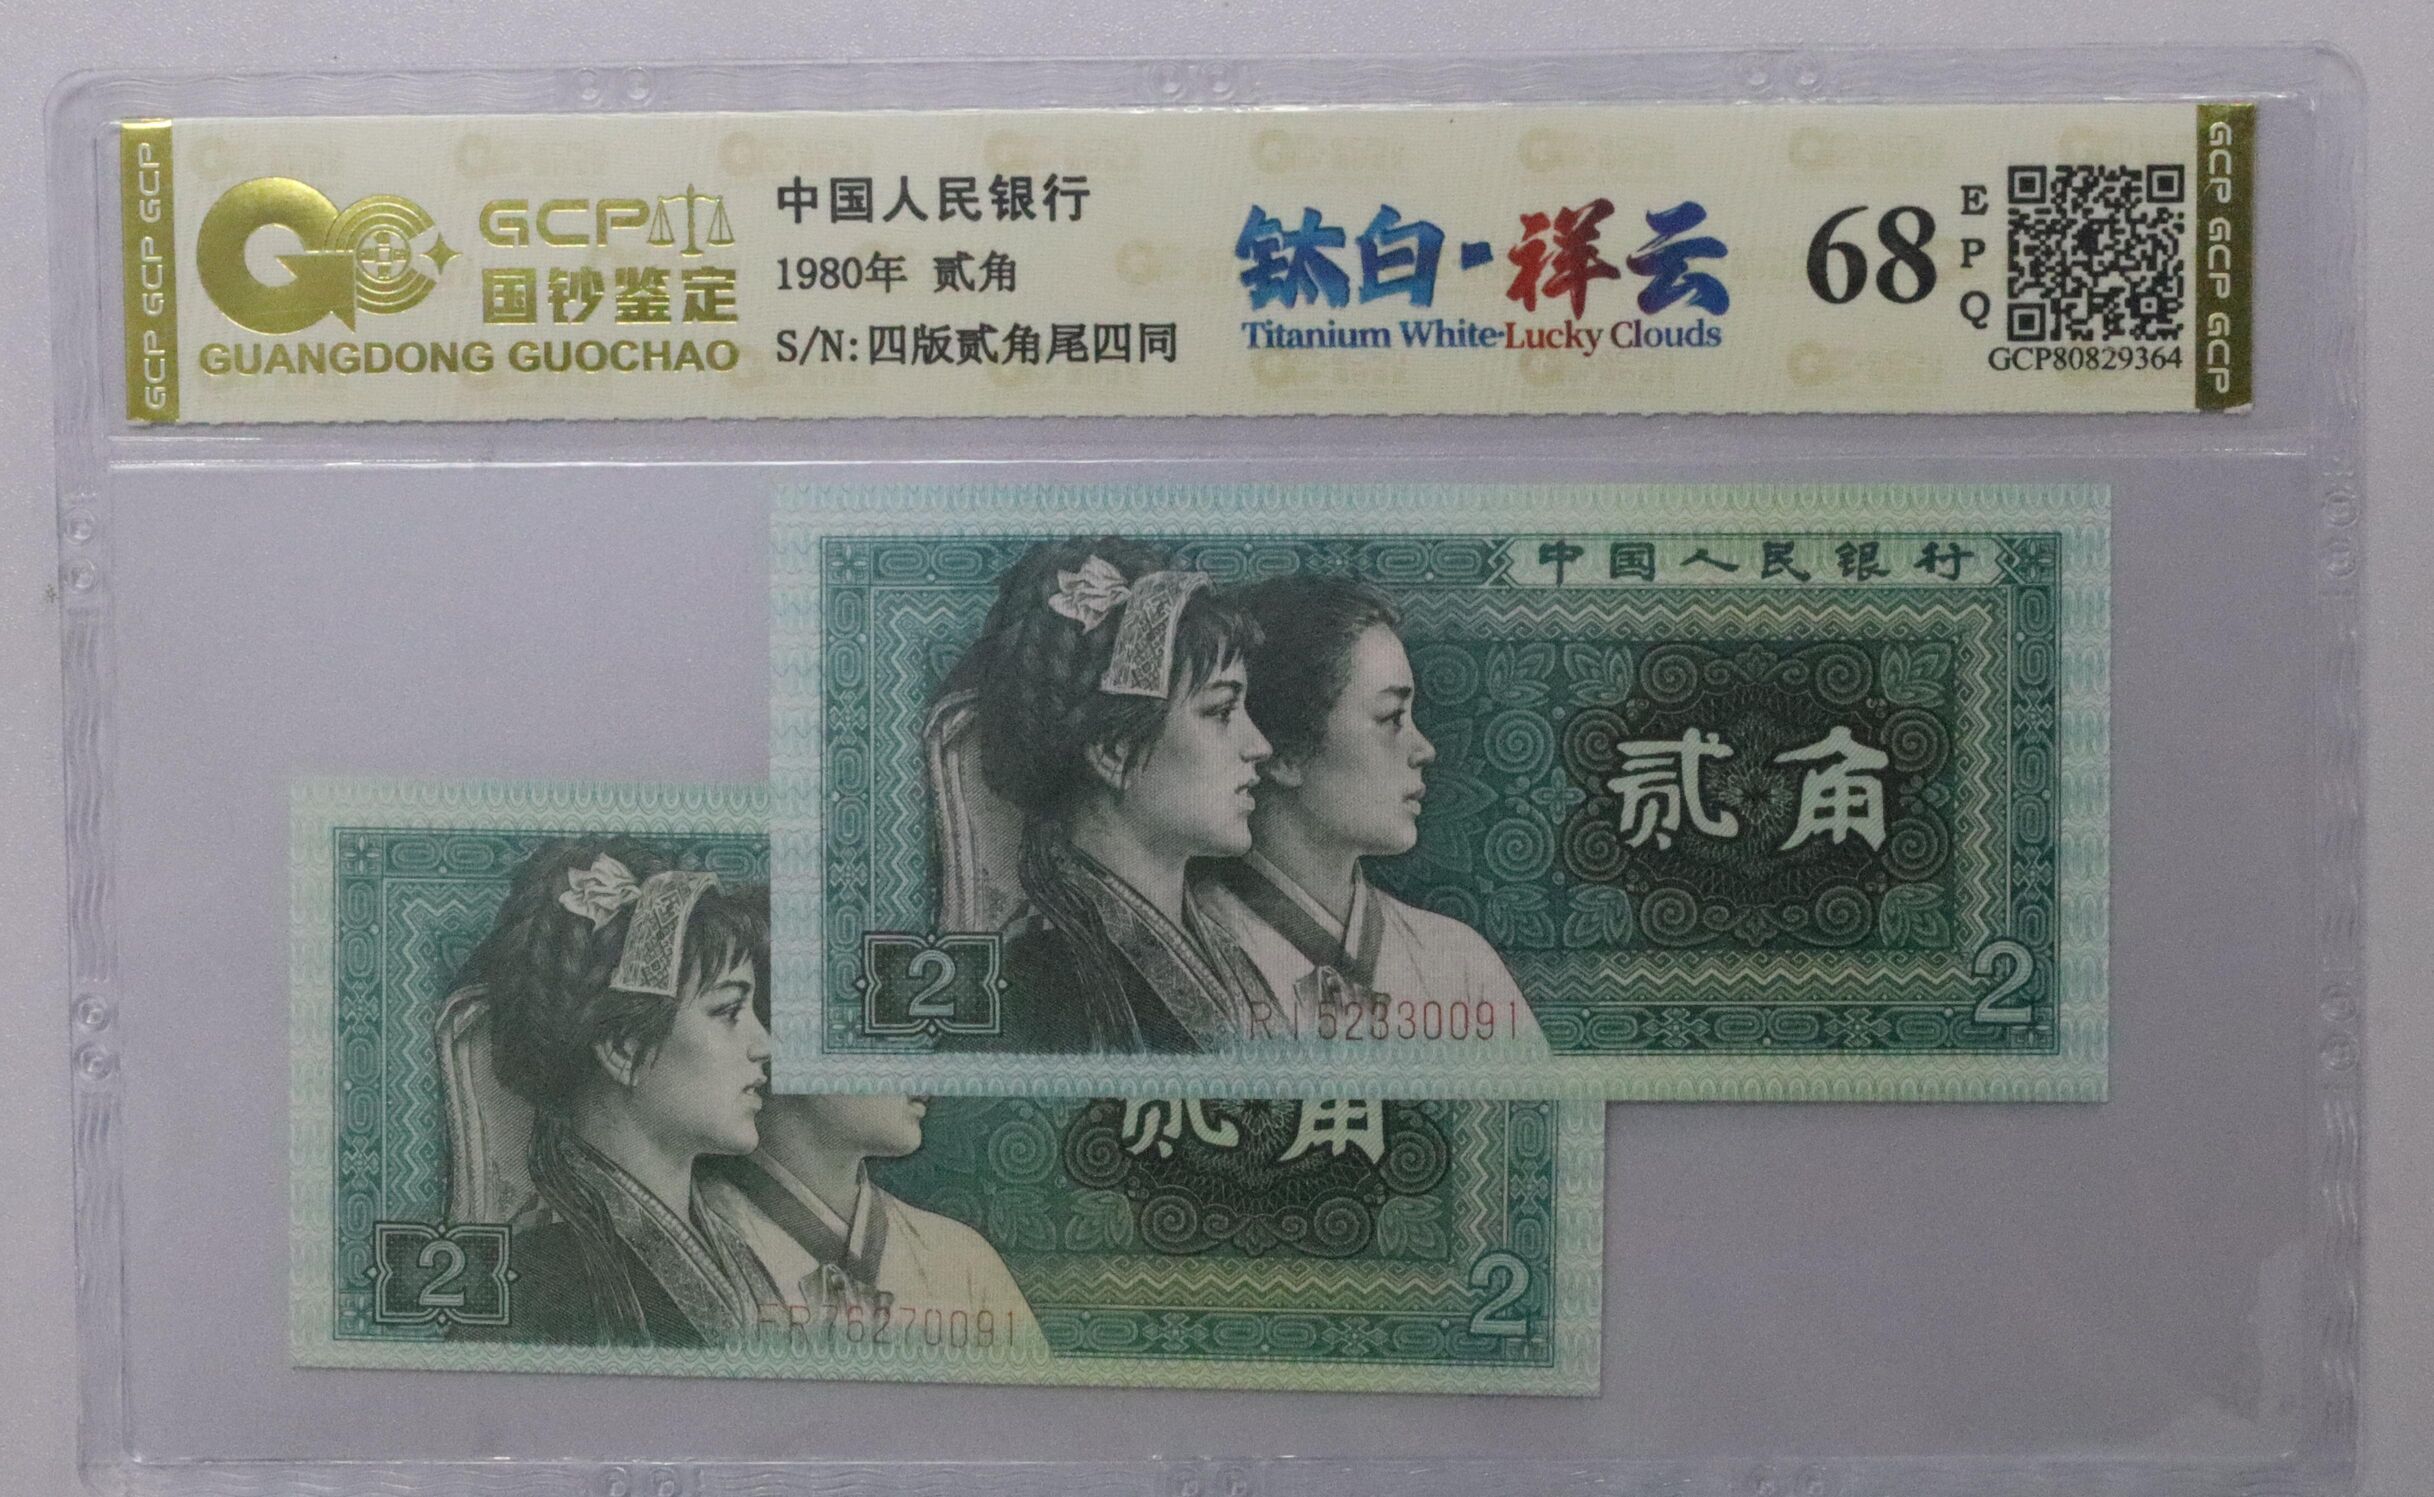 GCP GCP GCP
GCP
国钞鉴定
GUANGDONG GUOCHAO
中国人民银行
1980年 贰角
S/N:四版贰角尾四同
钛白-祥云
Titanium White·Lucky Clouds
68
EPQ
GCP80829364
GCP GCP GCP
中国人民银行
贰角
2
2
RI52330091
贰角
2
2
FR76270091